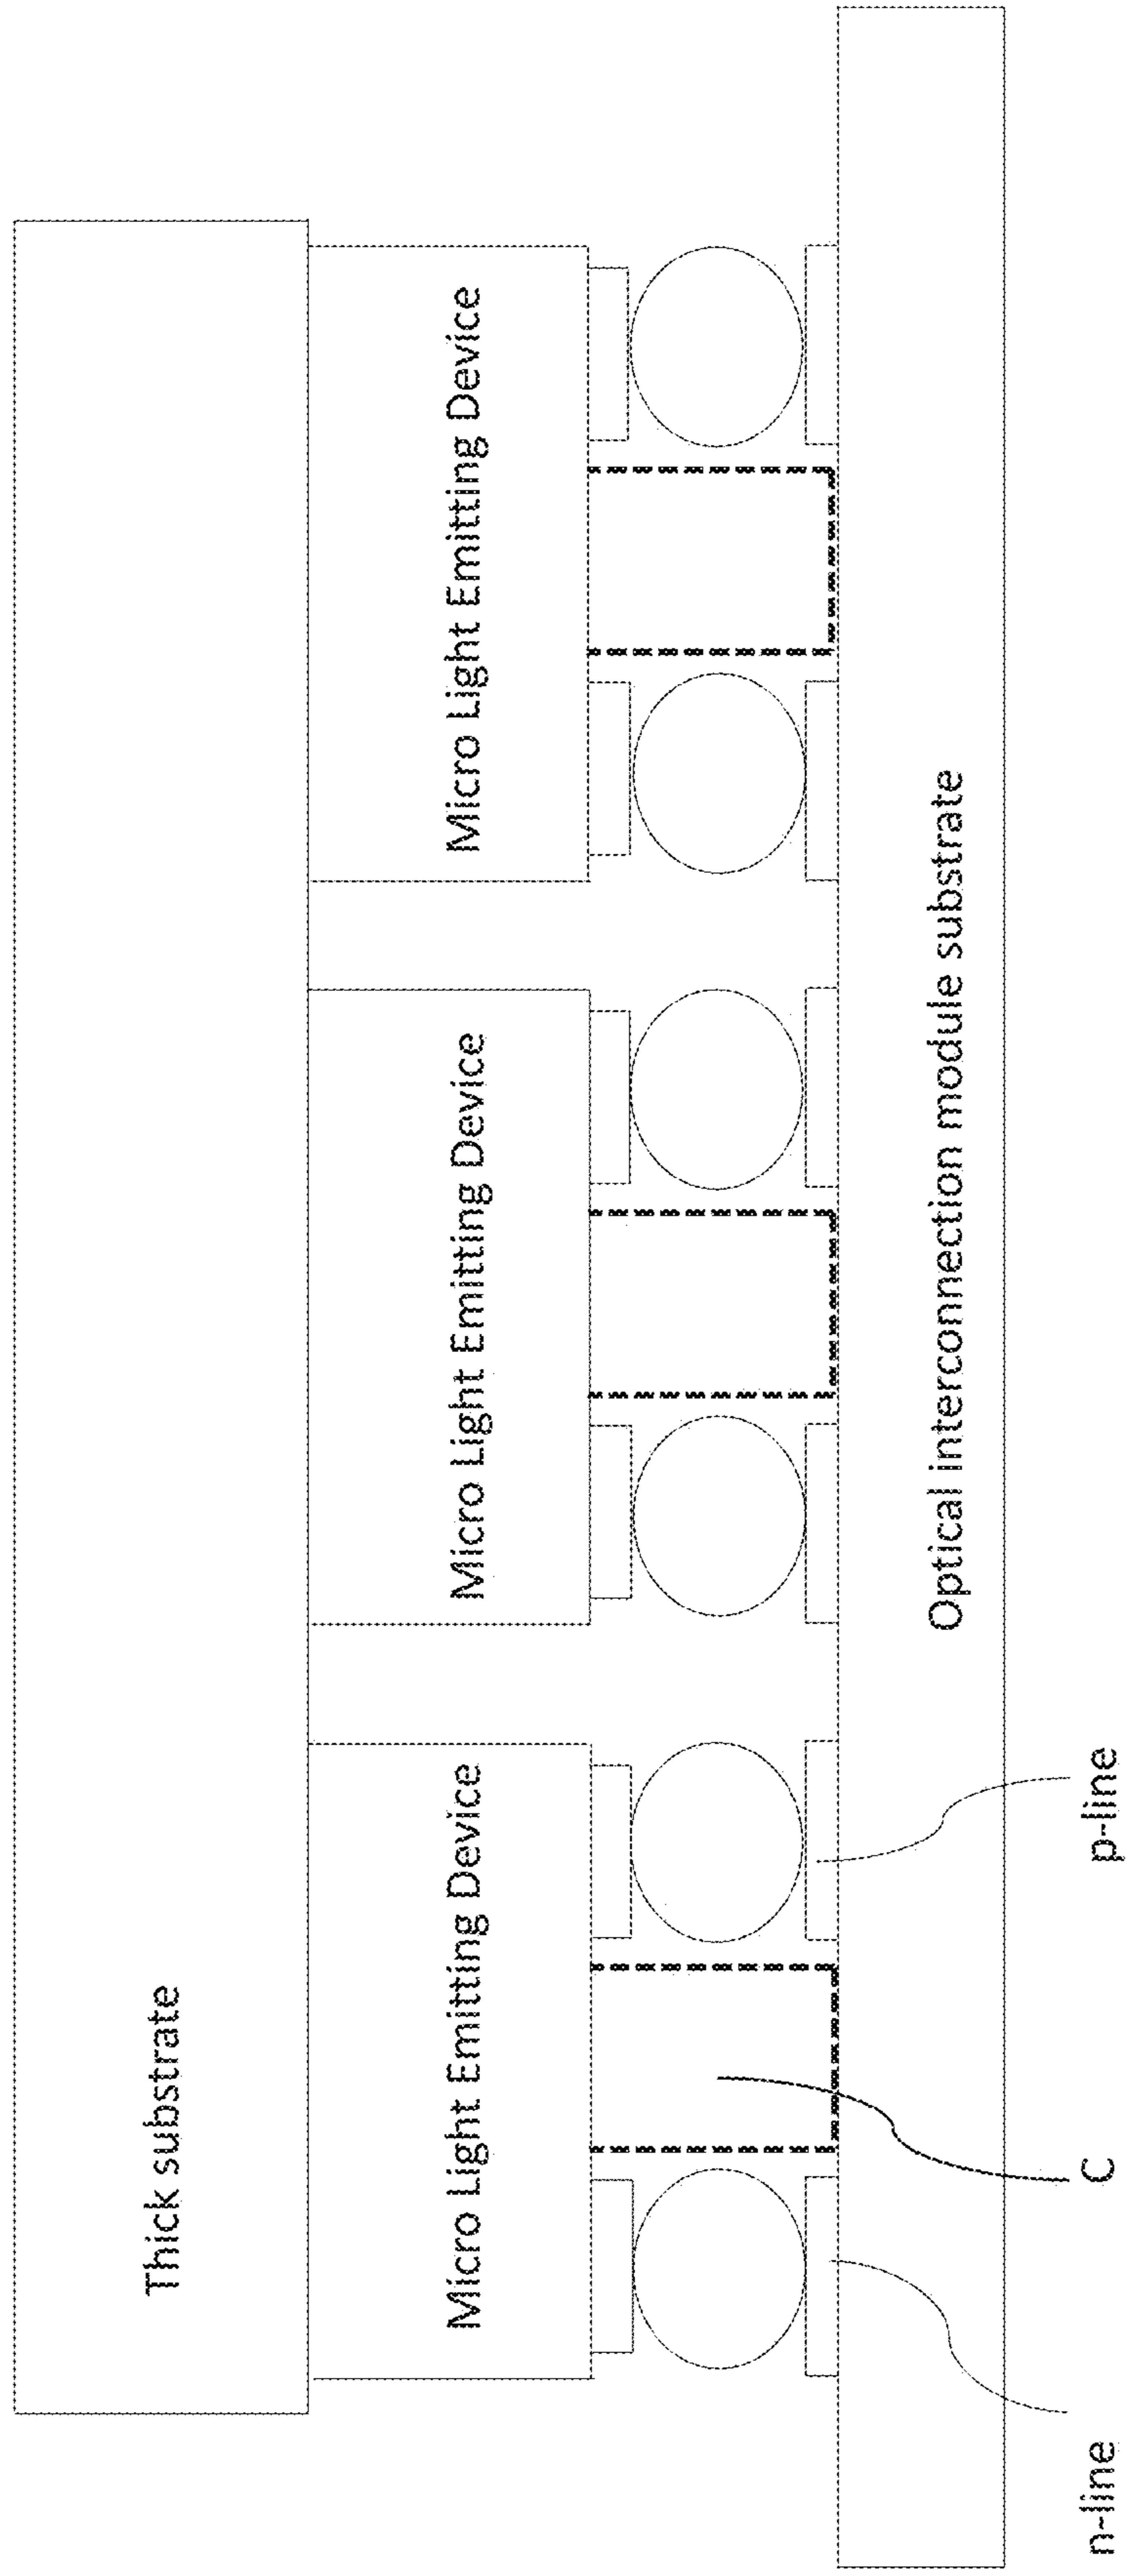 Thick substrate
Micro Light Emitting Device
Micro Light Emitting Device
Micro Light Emitting Device
Optical interconnection module substrate
n-line
C
p-line